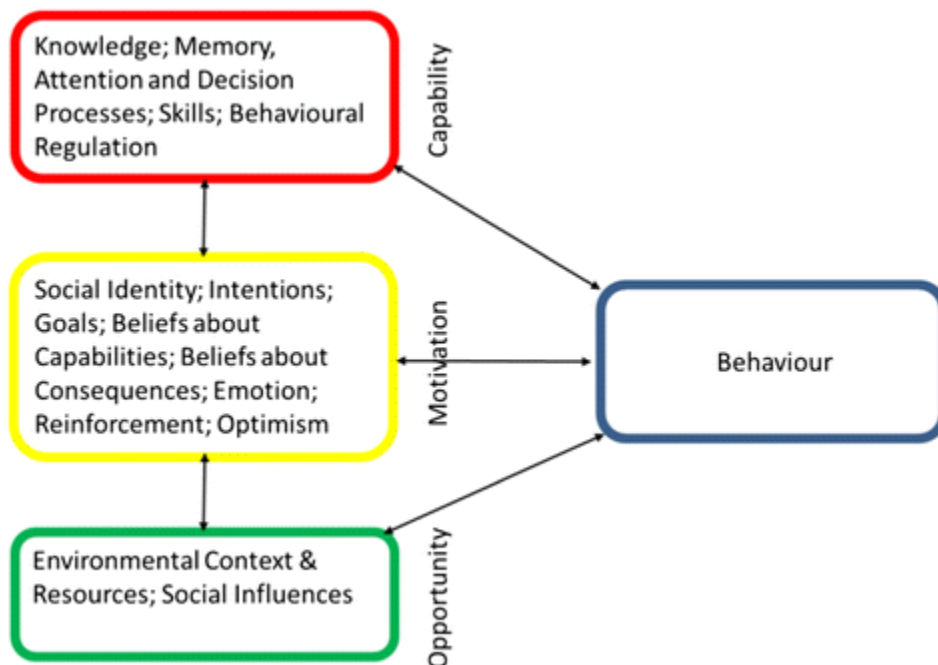 Knowledge; Memory,
Attention and Decision
Processes; Skills; Behavioural
Regulation
Capability
Social Identity; Intentions;
Goals; Beliefs about
Capabilities; Beliefs about
Consequences; Emotion;
Reinforcement; Optimism
Motivation
Behaviour
Environmental Context &
Resources; Social Influences
Opportunity